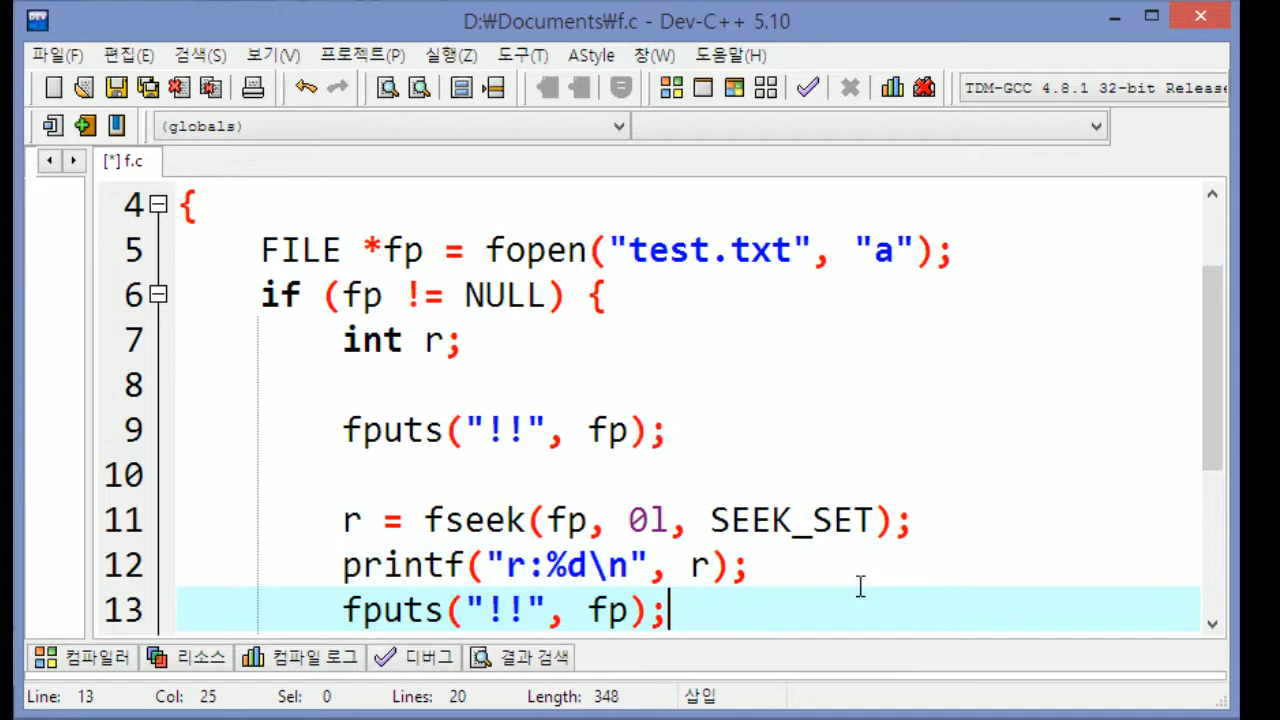 D:₩Documents₩f.c - Dev-C++ 5.10
파일(F) 편집(E) 검색(S) 보기(V) 프로젝트(P) 실행(Z) 도구(T) AStyle 창(W) 도움말(H)
TDM-GCC 4.8.1 32-bit Release
(globals)
[*] f.c
4 {
5 FILE *fp = fopen("test.txt", "a");
6 if (fp != NULL) {
7 int r;
8
9 fputs("!!", fp);
10
11 r = fseek(fp, 0l, SEEK_SET);
12 printf("r:%d\n", r);
13 fputs("!!", fp);
컴파일러 리소스 컴파일 로그 디버그 결과 검색
Line: 13 Col: 25 Sel: 0 Lines: 20 Length: 348 삽입